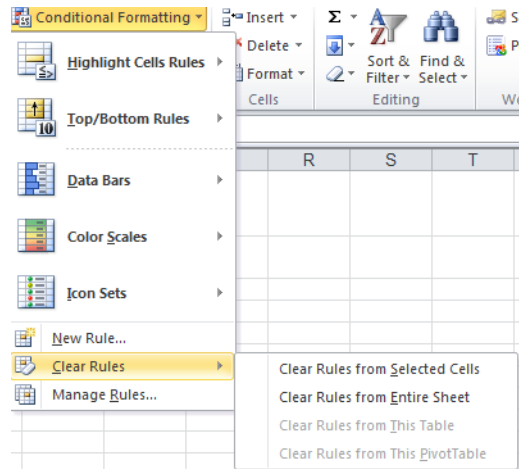 Conditional Formatting
Insert
Σ
S
Delete
P
Format
Sort & Find &
Filter Select
Cells
Editing
R S T
Highlight Cells Rules
Top/Bottom Rules
10
Data Bars
Color Scales
Icon Sets
New Rule...
Clear Rules
Manage Rules...
Clear Rules from Selected Cells
Clear Rules from Entire Sheet
Clear Rules from This Table
Clear Rules from This PivotTable